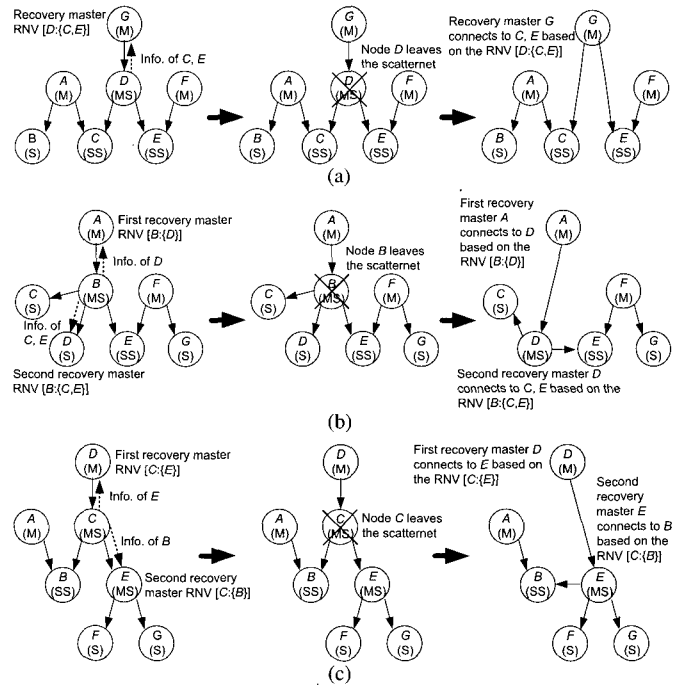 Recovery master
RNV [D:{C,E}]
G
(M)
Info. of C, E
A
(M)
D
(MS)
F
(M)
B
(S)
C
(SS)
E
(SS)
G
(M)
Node D leaves
the scatternet
A
(M)
D
(MS)
F
(M)
B
(S)
C
(SS)
E
(SS)
Recovery master G
connects to C, E based
on the RNV [D:{C,E}]
G
(M)
A
(M)
F
(M)
B
(S)
C
(SS)
E
(SS)
(a)
A
(M)
First recovery master
RNV [B:{D}]
Info. of D
C
(S)
B
(MS)
F
(M)
Info. of
C, E
D
(S)
E
(SS)
G
(S)
Second recovery master
RNV [B:{C,E}]
A
(M)
Node B leaves
the scatternet
C
(S)
B
(MS)
F
(M)
D
(S)
E
(SS)
G
(S)
First recovery
master A
connects to D
based on the
RNV [B:{D}]
A
(M)
C
(S)
F
(M)
D
(MS)
E
(SS)
G
(S)
Second recovery master D
connects to C, E based on the
RNV [B:{C,E}]
(b)
D
(M)
First recovery master
RNV [C:{E}]
Info. of E
A
(M)
C
(MS)
Info. of B
B
(SS)
E
(MS)
Second recovery
master RNV [C:{B}]
F
(S)
G
(S)
D
(M)
A
(M)
C
(MS)
Node C leaves
the scatternet
B
(SS)
E
(MS)
F
(S)
G
(S)
First recovery master D
connects to E based on
the RNV [C:{E}]
D
(M)
Second
recovery
master E
connects to B
based on the
RNV [C:{B}]
A
(M)
B
(SS)
E
(MS)
F
(S)
G
(S)
(c)